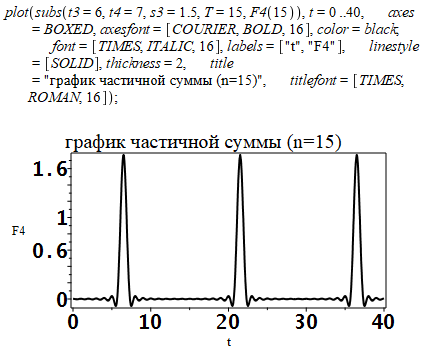 plot(subs(t3 = 6, t4 = 7, s3 = 1.5, T = 15, F4(15)), t = 0 ..40, axes
= BOXED, axesfont = [COURIER, BOLD, 16], color = black,
font = [TIMES, ITALIC, 16], labels = ["t", "F4"], linestyle
= [SOLID], thickness = 2, title
= "график частичной суммы (n=15)", titlefont = [TIMES,
ROMAN, 16]);
график частичной суммы (n=15)
1.6
1
F4
0.6
0
0 10 20 30 40
t